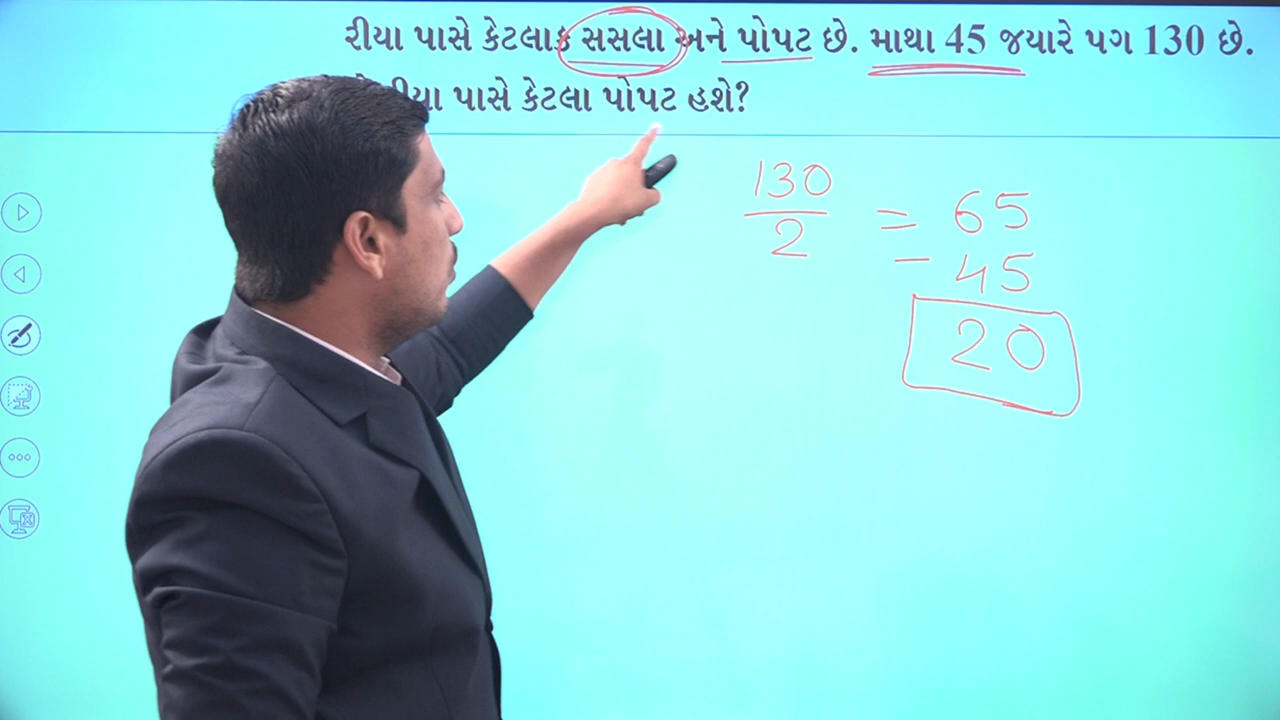 રીયા પાસે કેટલાક સસલા અને પોપટ છે. માથા 45 જયારે પગ 130 છે.
પાસે કેટલા પોપટ હશે?
130
2
= 65
- 45
20